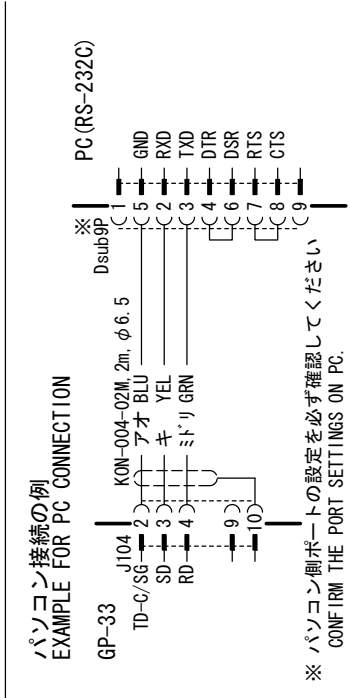 パソコン接続の例
EXAMPLE FOR PC CONNECTION
GP-33
PC(RS-232C)
J104
KON-004-02M, 2m, φ6.5
※
Dsub9P
1
TD-C/SG 2 アオ BLU 5 GND
SD 3 キ YEL 2 RXD
RD 4 ミドリ GRN 3 TXD
4 DTR
6 DSR
9 7 RTS
10 8 CTS
9
※ パソコン側ポートの設定を必ず確認してください
CONFIRM THE PORT SETTINGS ON PC.